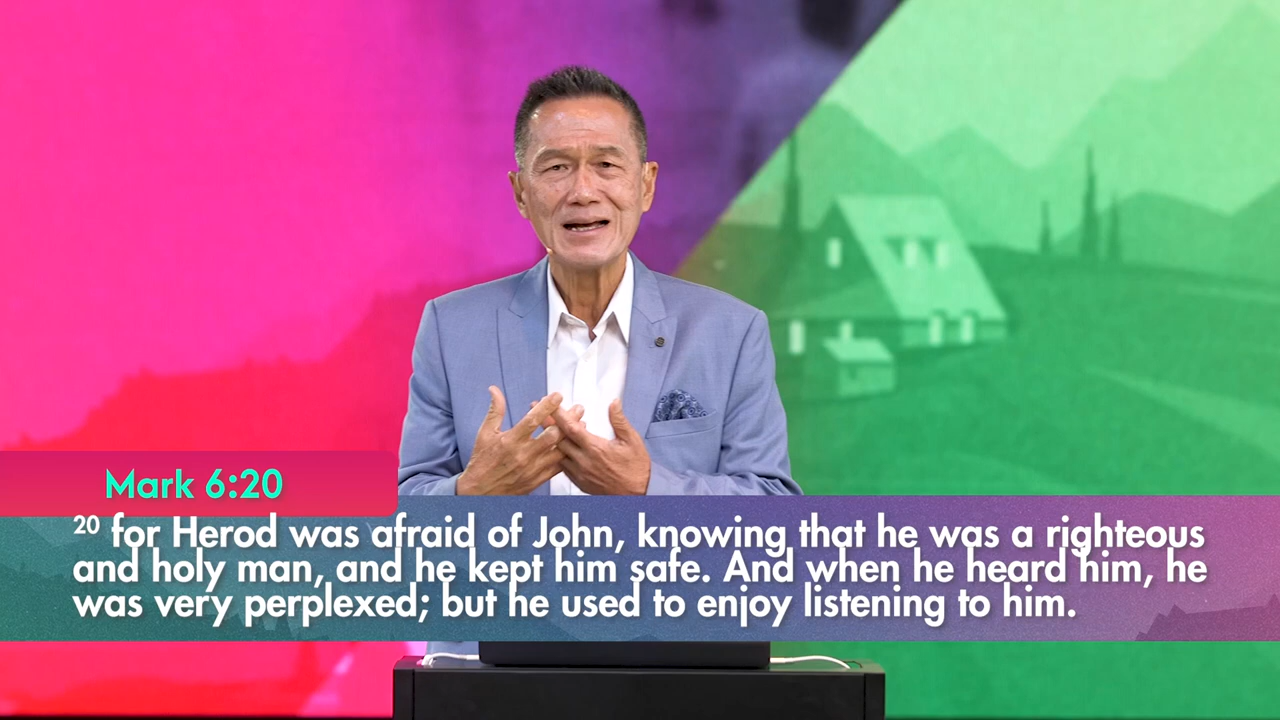 Mark 6:20
20 for Herod was afraid of John, knowing that he was a righteous
and holy man, and he kept him safe. And when he heard him, he
was very perplexed; but he used to enjoy listening to him.